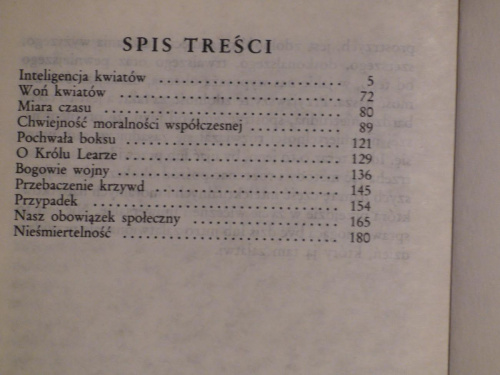 SPIS TREŚCI
Inteligencja kwiatów 5
Woń kwiatów 72
Miara czasu 80
Chwiejność moralności współczesnej 89
Pochwała boksu 121
O Królu Learze 129
Bogowie wojny 136
Przebaczenie krzywd 145
Przypadek 154
Nasz obowiązek społeczny 165
Nieśmiertelność 180